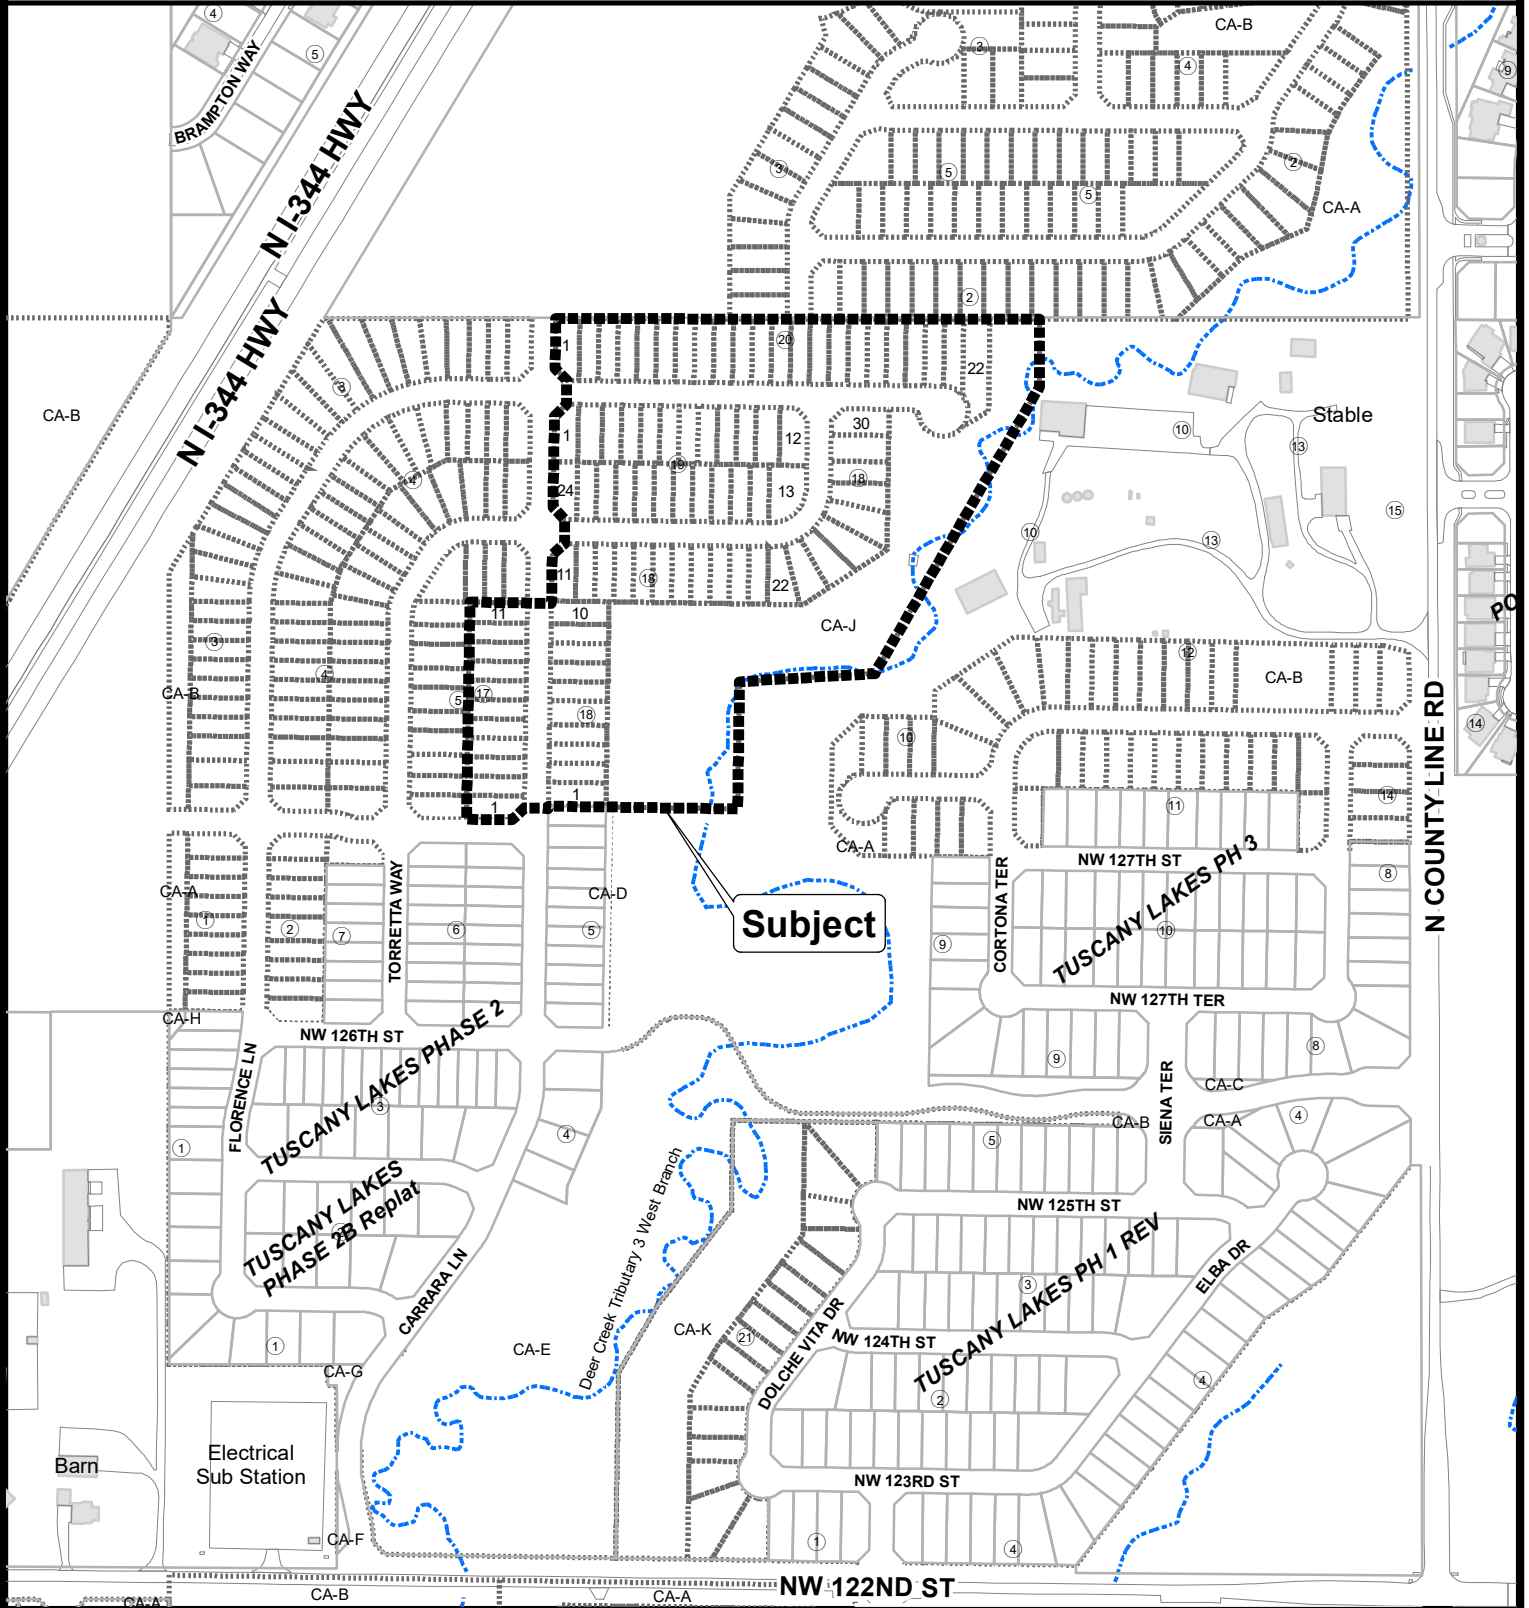 4
CA-B
3
5
BRAMPTON WAY
4
9
N I-344 HWY
3
5
2
5
CA-A
2
N I-344 HWY
1
20
22
3
CA-B
Stable
1
12
30
10
13
19
4
18
24
13
15
10
13
11
18
22
11
10
PO
CA-J
3
12
4
CA-B
CA-B
5
17
18
14
10
N COUNTY LINE RD
1
1
11
14
CA-A
NW 127TH ST
TUSCANY LAKES PH 3
8
CA-A
CA-D
1
2
7
TORRETTA WAY
6
5
Subject
9
CORTONA TER
10
NW 127TH TER
CA-H
NW 126TH ST
TUSCANY LAKES PHASE 2
FLORENCE LN
9
8
SIENA TER
CA-C
3
4
CA-B
CA-A
4
1
5
Deer Creek Tributary 3 West Branch
TUSCANY LAKES
PHASE 2B Replat
2
NW 125TH ST
TUSCANY LAKES PH 1 REV
ELBA DR
CARRARA LN
3
CA-K
21
DOLCHE VITA DR
NW 124TH ST
1
CA-E
CA-G
4
2
Electrical
Sub Station
Barn
NW 123RD ST
CA-F
1
4
NW 122ND ST
CA-B
CA-A
CA-A